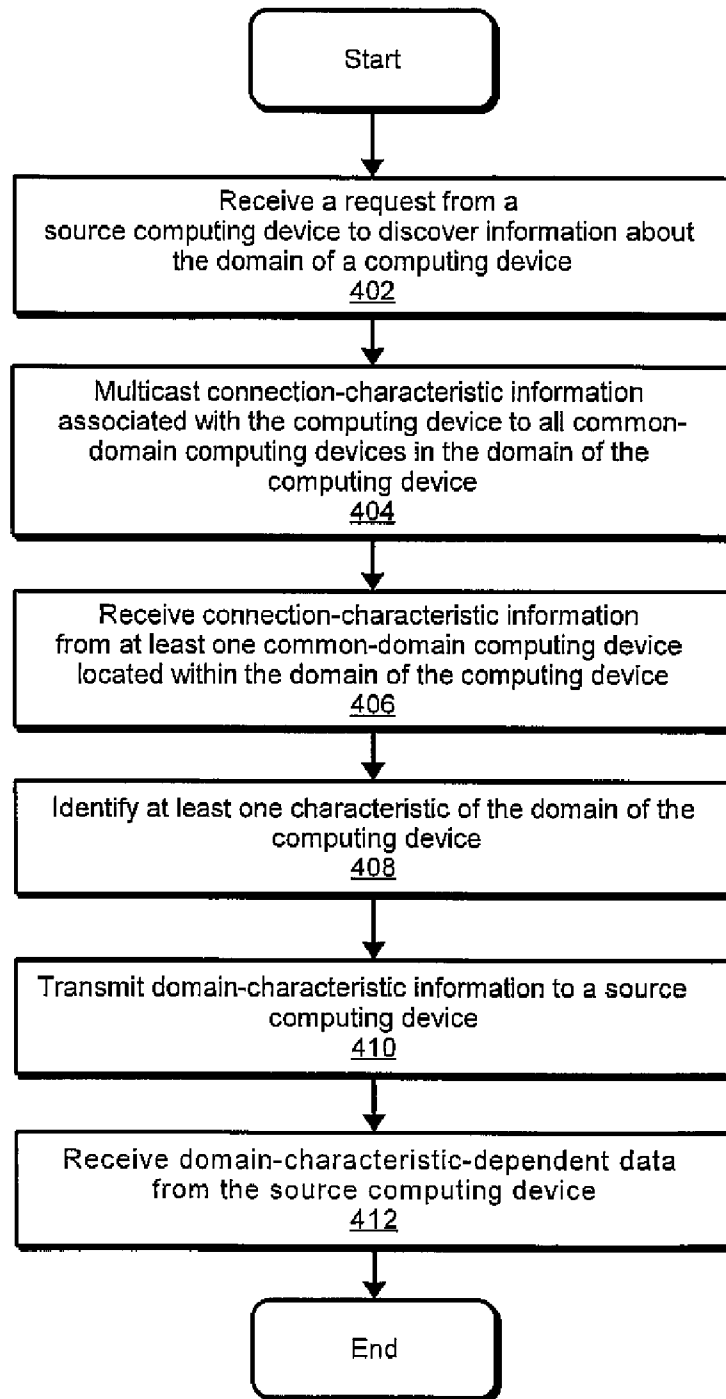 Start
Receive a request from a
source computing device to discover information about
the domain of a computing device
402
Multicast connection-characteristic information
associated with the computing device to all common-
domain computing devices in the domain of the
computing device
404
Receive connection-characteristic information
from at least one common-domain computing device
located within the domain of the computing device
406
Identify at least one characteristic of the domain of the
computing device
408
Transmit domain-characteristic information to a source
computing device
410
Receive domain-characteristic-dependent data
from the source computing device
412
End